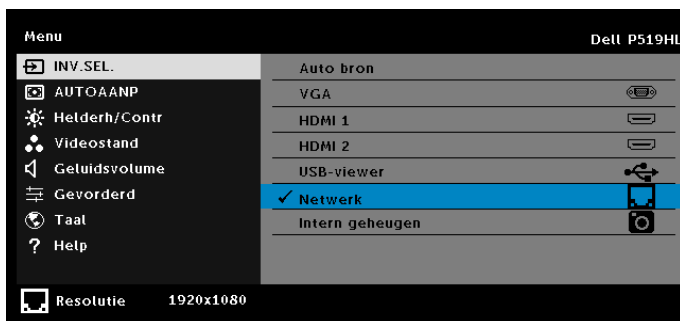 Menu
Dell P519HL
INV.SEL.
AUTOAANP
Helderh/Contr
Videostand
Geluidsvolume
Gevorderd
Taal
? Help
Auto bron
VGA
HDMI 1
HDMI 2
USB-viewer
✓ Netwerk
Intern geheugen
Resolutie 1920x1080